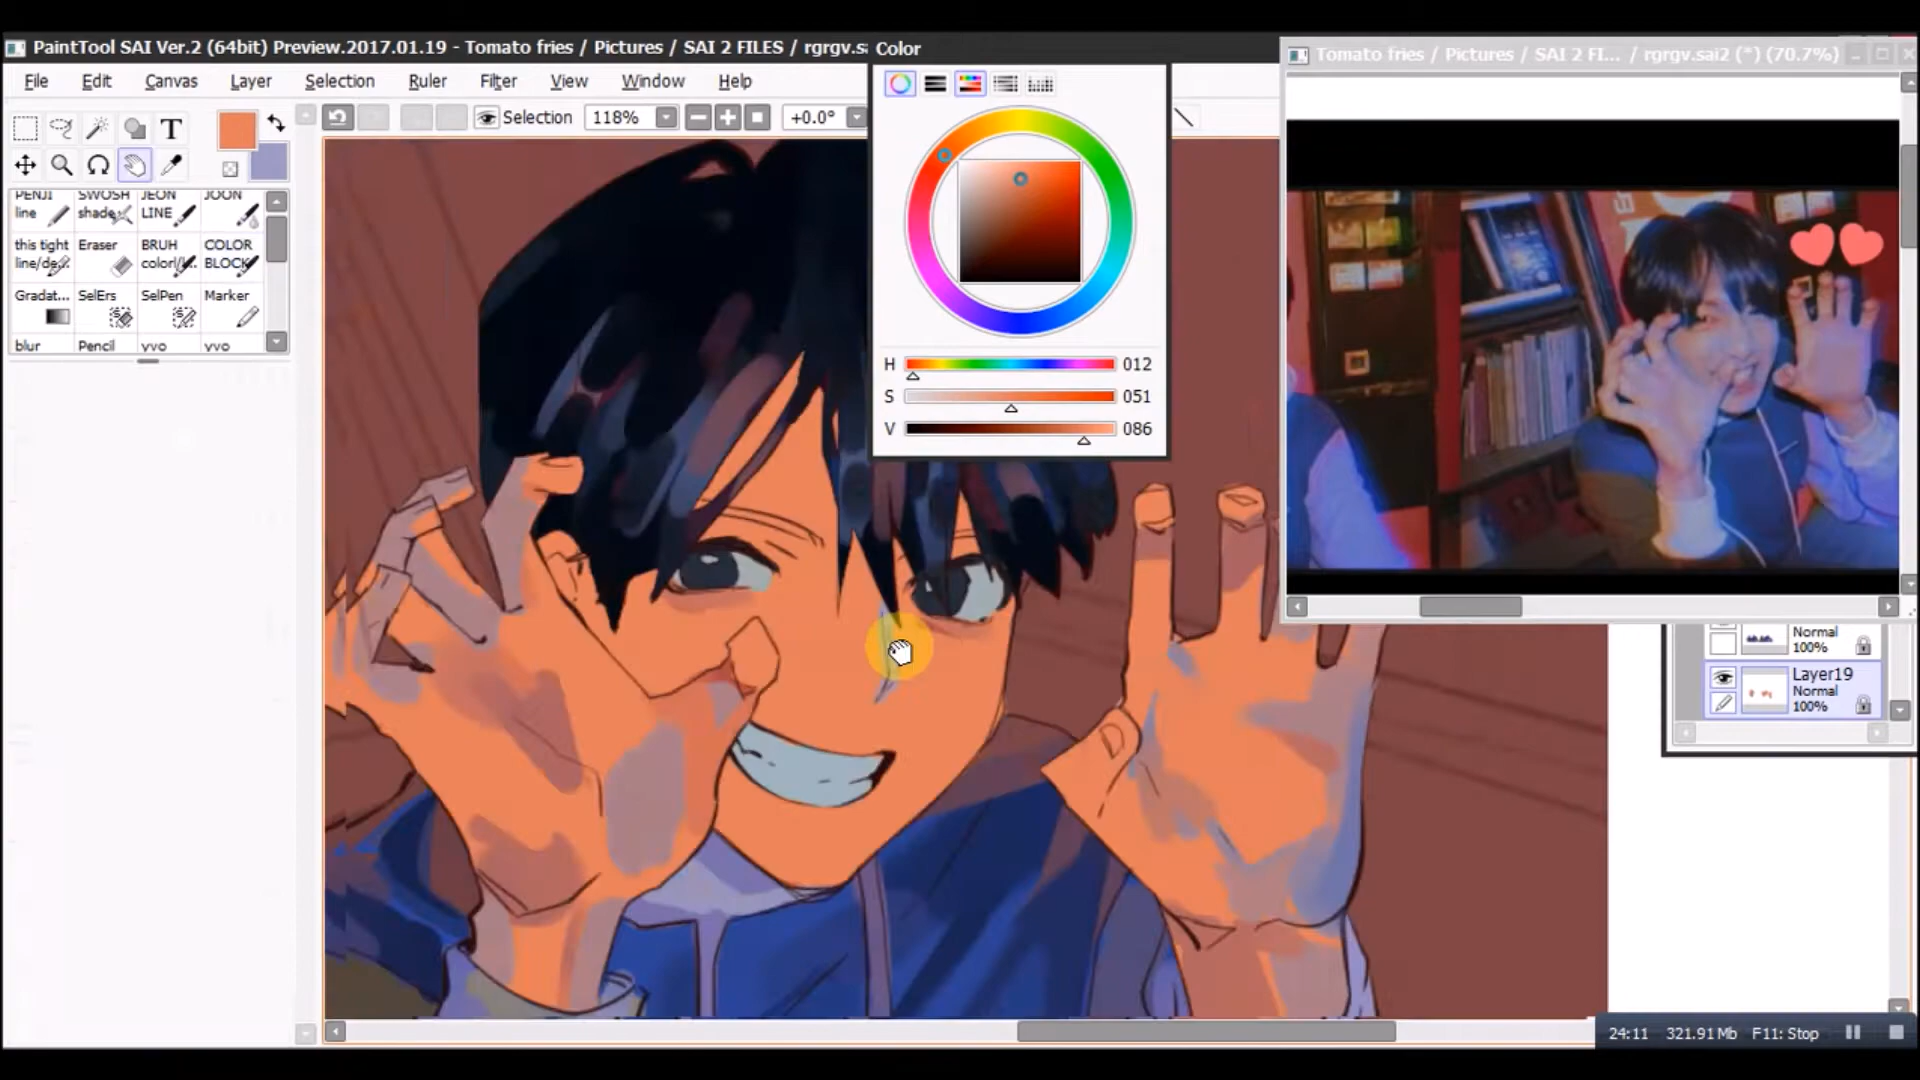 PaintTool SAI Ver.2 (64bit) Preview.2017.01.19 - Tomato fries / Pictures / SAI 2 FILES / rgrgv.sa
Color
Tomato fries / Pictures / SAI 2 FI... / rgrgv.sai2 (*) (70.7%)
File Edit Canvas Layer Selection Ruler Filter View Window Help
T
Selection 118% +0.0°
PENJI line
SWOSH shade
JEON LINE
JOON
this tight line/de...
Eraser
BRUH color/l...
COLOR BLOCK
Gradat...
SelErs
SelPen
Marker
blur
Pencil
yvo
yvo
H 012
S 051
V 086
Normal
100%
Layer19
Normal
100%
24:11 321.91 Mb F11: Stop